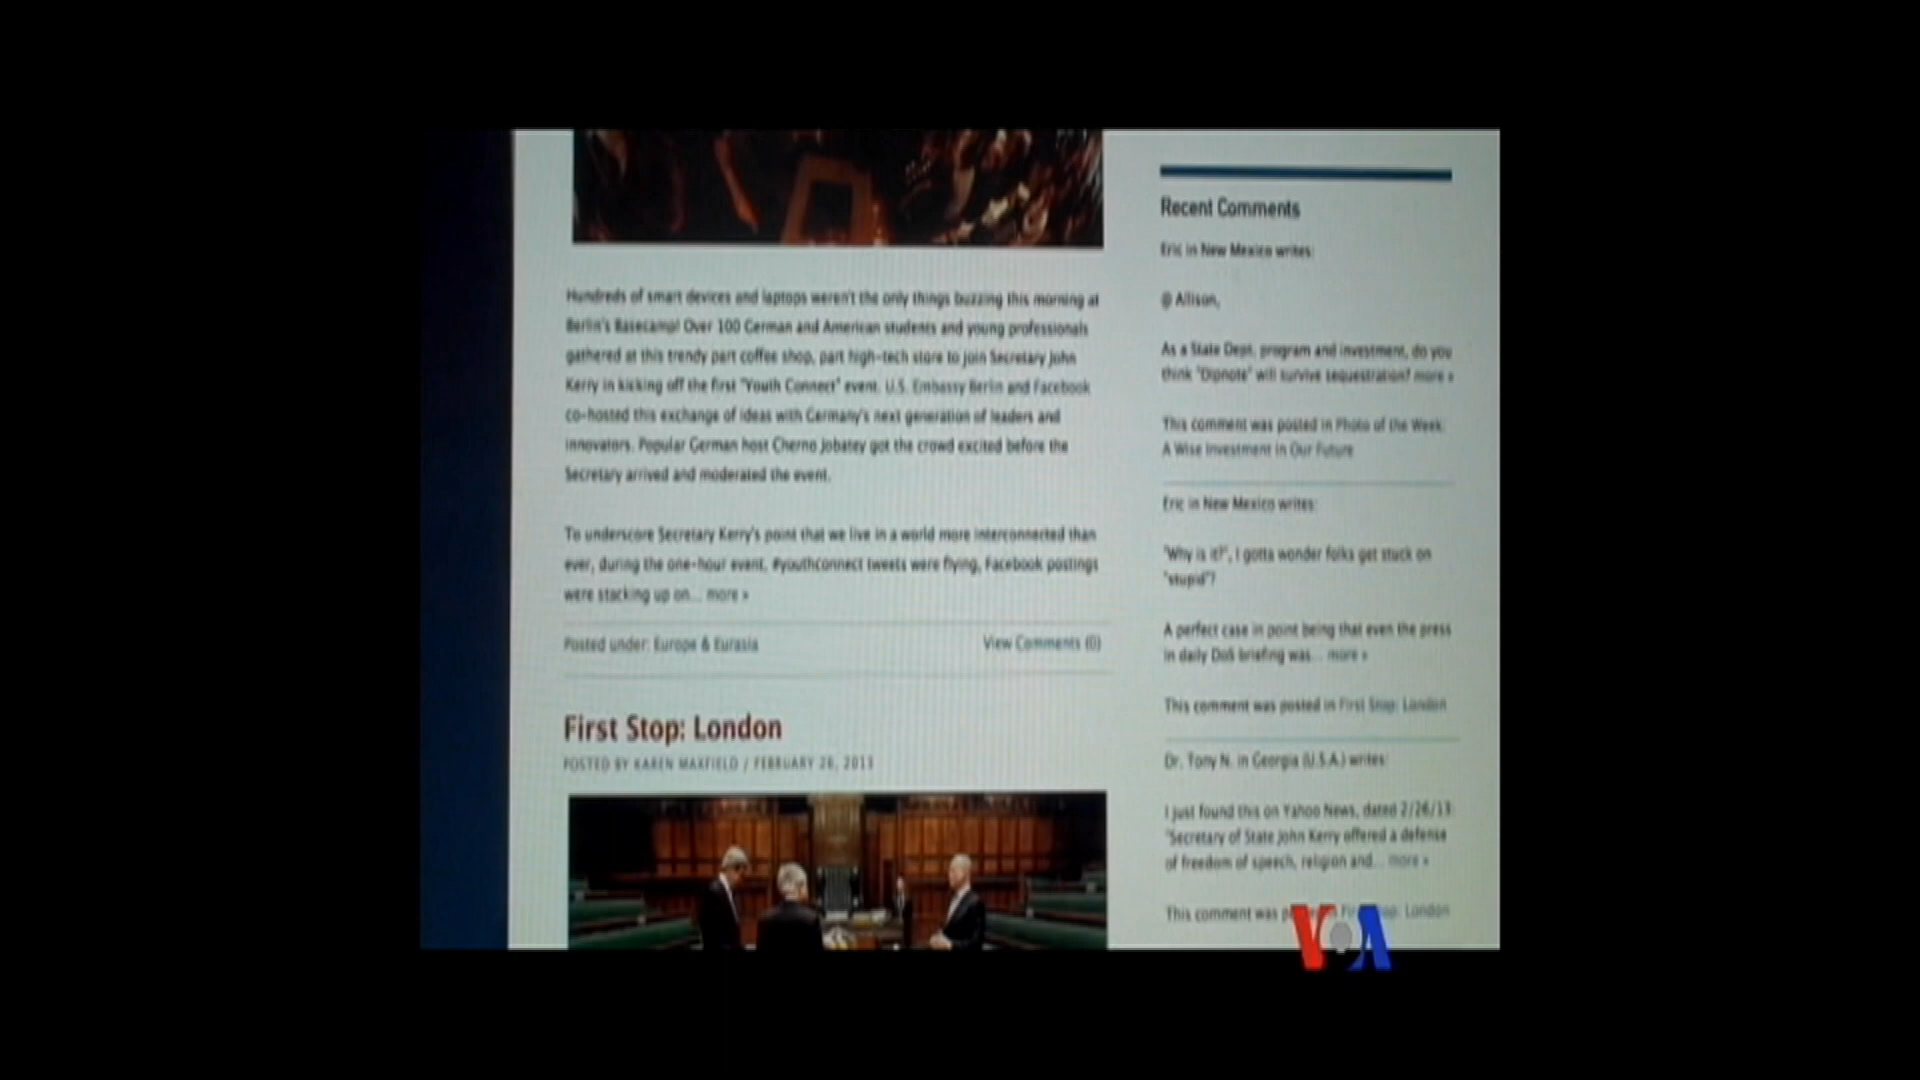 Hundreds of smart devices and laptops weren't the only things buzzing this morning at
Berlin's Basecamp! Over 100 German and American students and young professionals
gathered at this trendy part coffee shop, part high-tech store to join Secretary John
Kerry in kicking off the first "Youth Connect" event. U.S. Embassy Berlin and Facebook
co-hosted this exchange of ideas with Germany's next generation of leaders and
innovators. Popular German host Cherno Jobatey got the crowd excited before the
Secretary arrived and moderated the event.
To underscore Secretary Kerry's point that we live in a world more interconnected than
ever, during the one-hour event, #youthconnect tweets were flying, Facebook postings
were stacking up on... more »
Posted under: Europe & Eurasia
View Comments (0)
First Stop: London
POSTED BY KAREN MAXFIELD / FEBRUARY 26, 2013
Recent Comments
Eric in New Mexico writes:
@ Allison,
As a State Dept. program and investment, do you
think "Dipnote" will survive sequestration? more »
This comment was posted in Photo of the Week:
A Wise Investment in Our Future
Eric in New Mexico writes:
"Why is it?", I gotta wonder folks get stuck on
"stupid"?
A perfect case in point being that even the press
in daily DoS briefing was... more »
This comment was posted in First Stop: London
Dr. Tony N. in Georgia (U.S.A.) writes:
I just found this on Yahoo News, dated 2/26/13:
"Secretary of State John Kerry offered a defense
of freedom of speech, religion and... more »
This comment was London
VOA